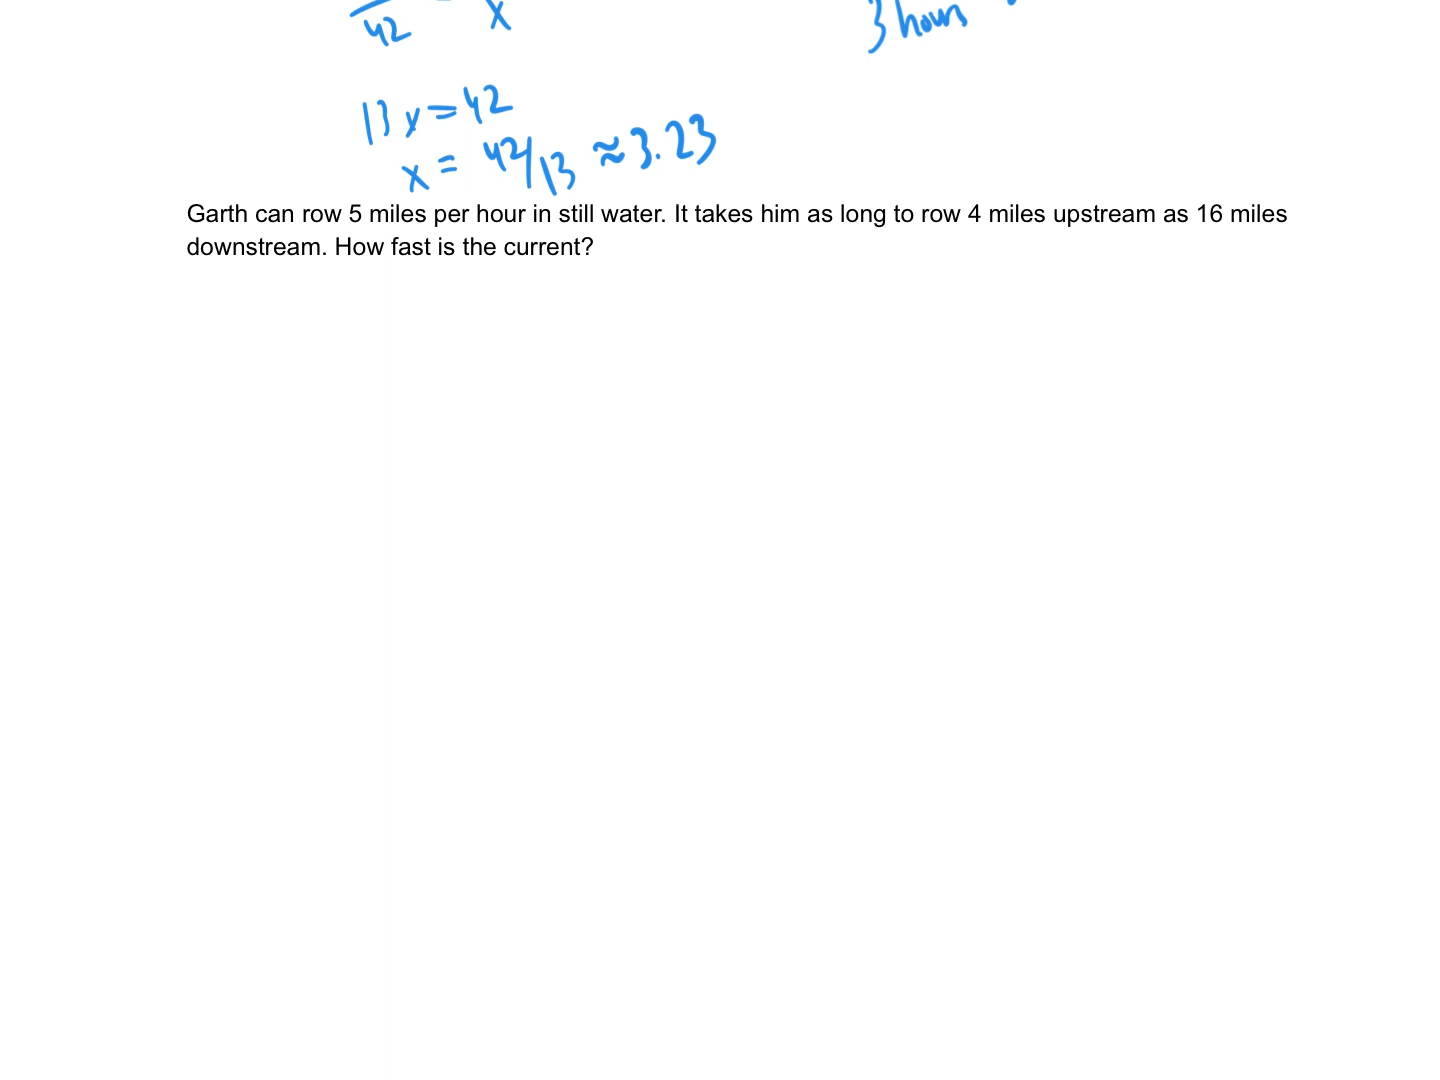 42 x
3 hours
13x=42
x = 42/13 ≈ 3.23
Garth can row 5 miles per hour in still water. It takes him as long to row 4 miles upstream as 16 miles
downstream. How fast is the current?